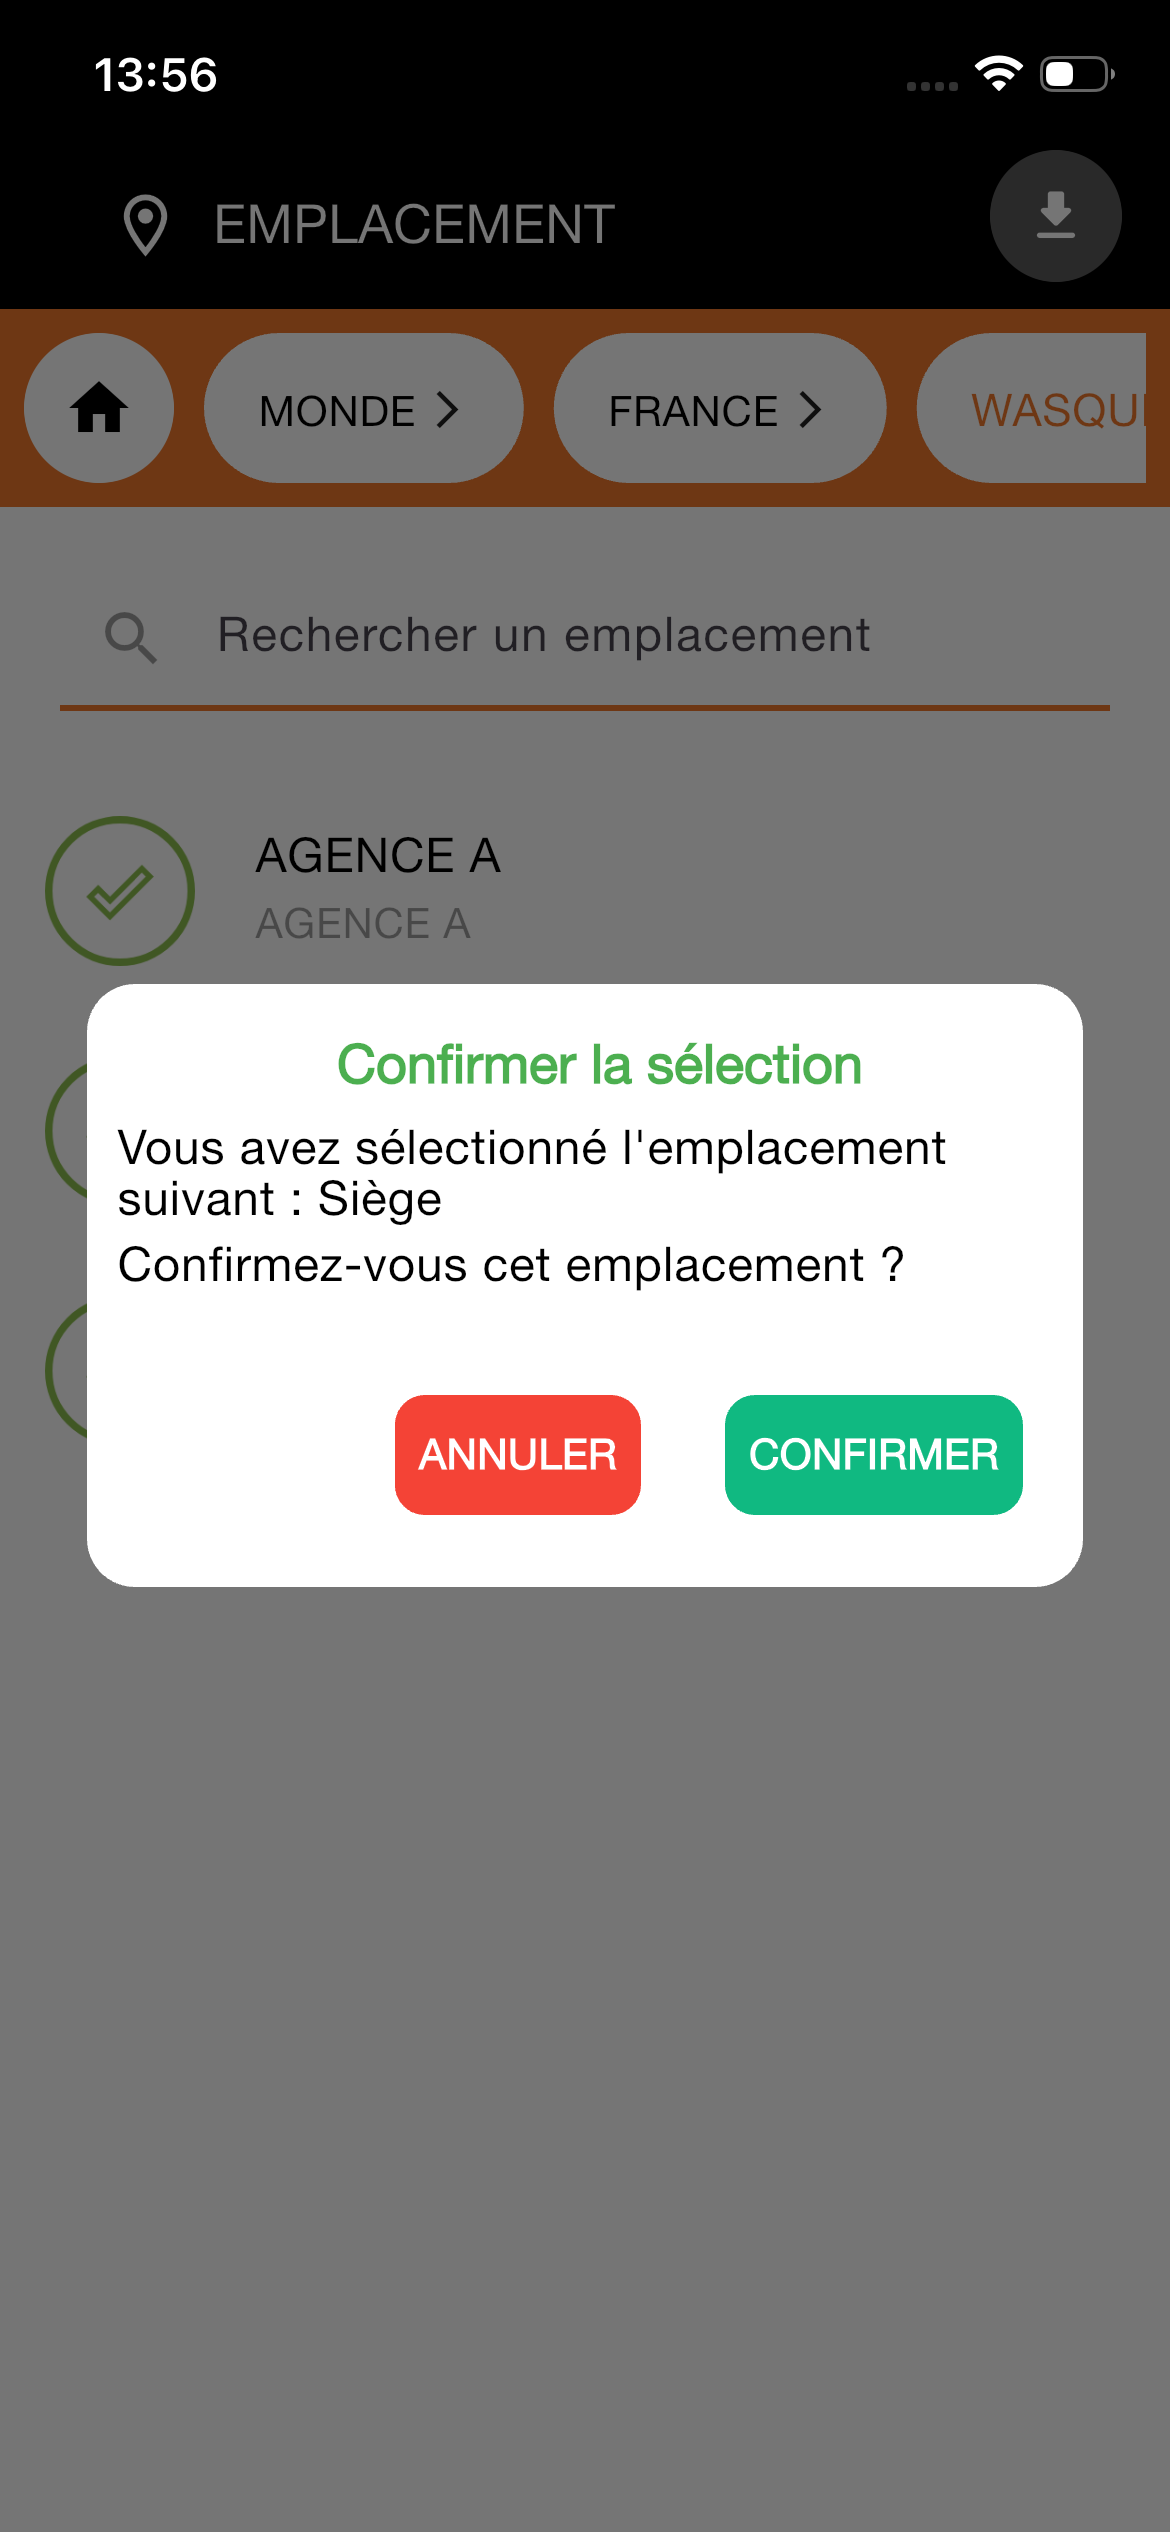 13:56
EMPLACEMENT
MONDE
FRANCE
Rechercher un emplacement
AGENCE A
AGENCE A
Confirmer la sélection
Vous avez sélectionné l'emplacement
suivant : Siège
Confirmez-vous cet emplacement ?
ANNULER
CONFIRMER